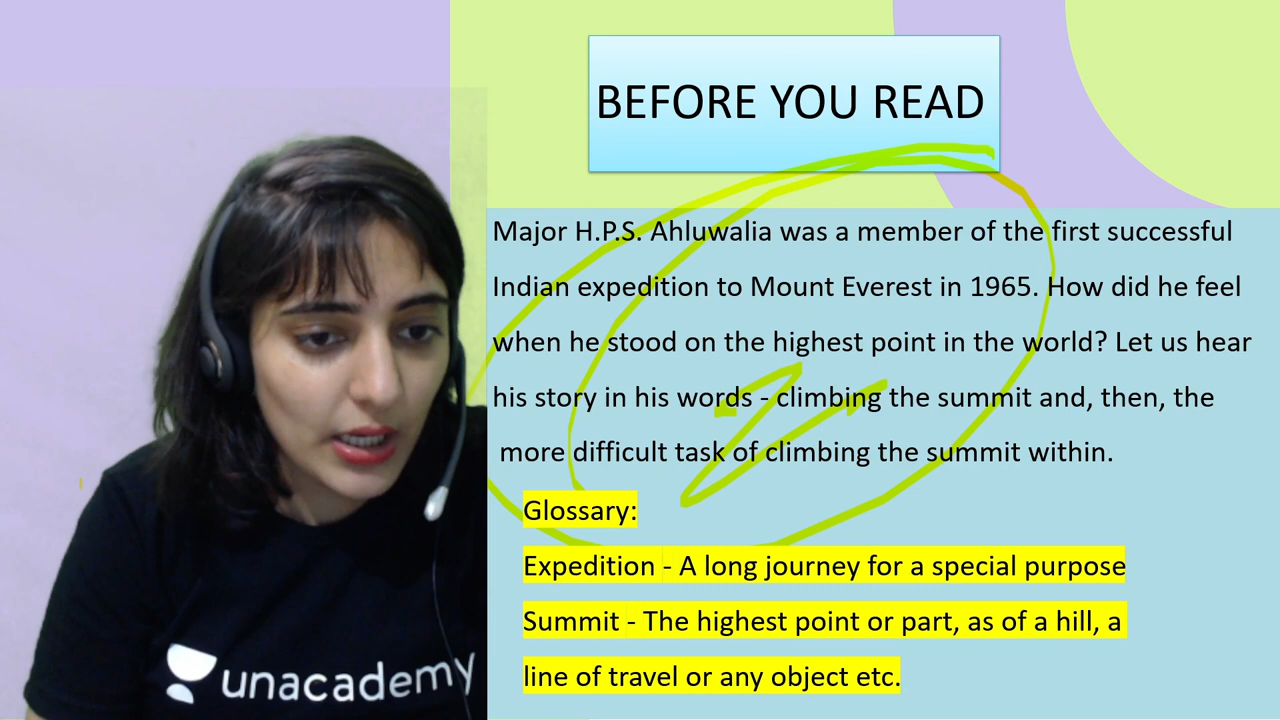 BEFORE YOU READ
Major H.P.S. Ahluwalia was a member of the first successful
Indian expedition to Mount Everest in 1965. How did he feel
when he stood on the highest point in the world? Let us hear
his story in his words - climbing the summit and, then, the
more difficult task of climbing the summit within.
Glossary:
Expedition - A long journey for a special purpose
Summit - The highest point or part, as of a hill, a
line of travel or any object etc.
unacademy